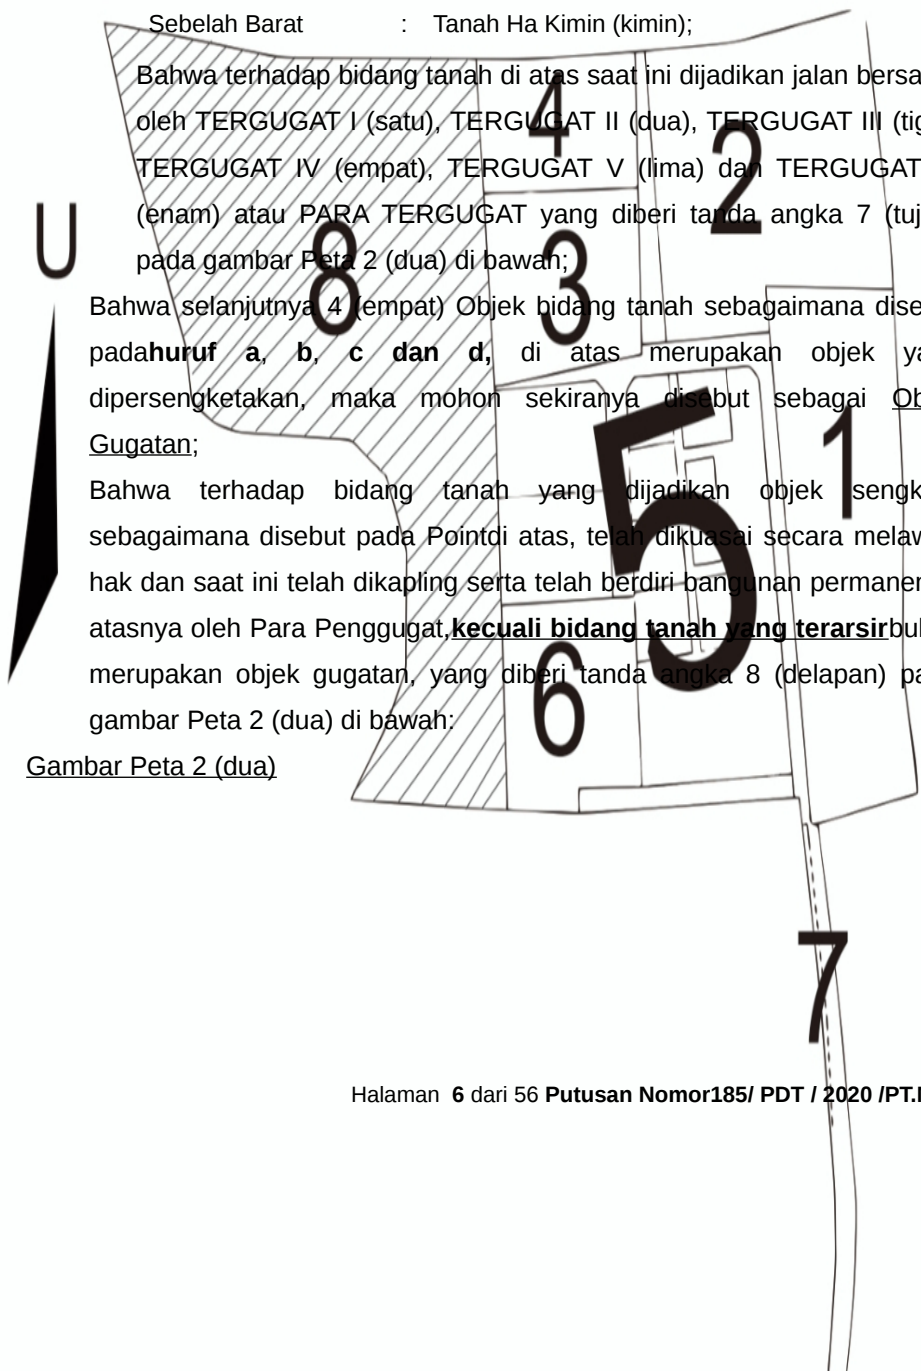 Sebelah Barat : Tanah Ha Kimin (kimin);
Bahwa terhadap bidang tanah di atas saat ini dijadikan jalan bersa
oleh TERGUGAT I (satu), TERGUGAT II (dua), TERGUGAT III (tig
TERGUGAT IV (empat), TERGUGAT V (lima) dan TERGUGAT
(enam) atau PARA TERGUGAT yang diberi tanda angka 7 (tuj
pada gambar Peta 2 (dua) di bawah;
Bahwa selanjutnya 4 (empat) Objek bidang tanah sebagaimana dise
padahuruf a, b, c dan d, di atas merupakan objek ya
dipersengketakan, maka mohon sekiranya disebut sebagai Ob
Gugatan;
Bahwa terhadap bidang tanah yang dijadikan objek sengk
sebagaimana disebut pada Pointdi atas, telah dikuasai secara melaw
hak dan saat ini telah dikapling serta telah berdiri bangunan permanen
atasnya oleh Para Penggugat,kecuali bidang tanah yang terarsirbuk
merupakan objek gugatan, yang diberi tanda angka 8 (delapan) pa
gambar Peta 2 (dua) di bawah:
Gambar Peta 2 (dua)
U
4
2
8
3
1
5
6
7
Halaman 6 dari 56 Putusan Nomor185/ PDT / 2020 /PT.